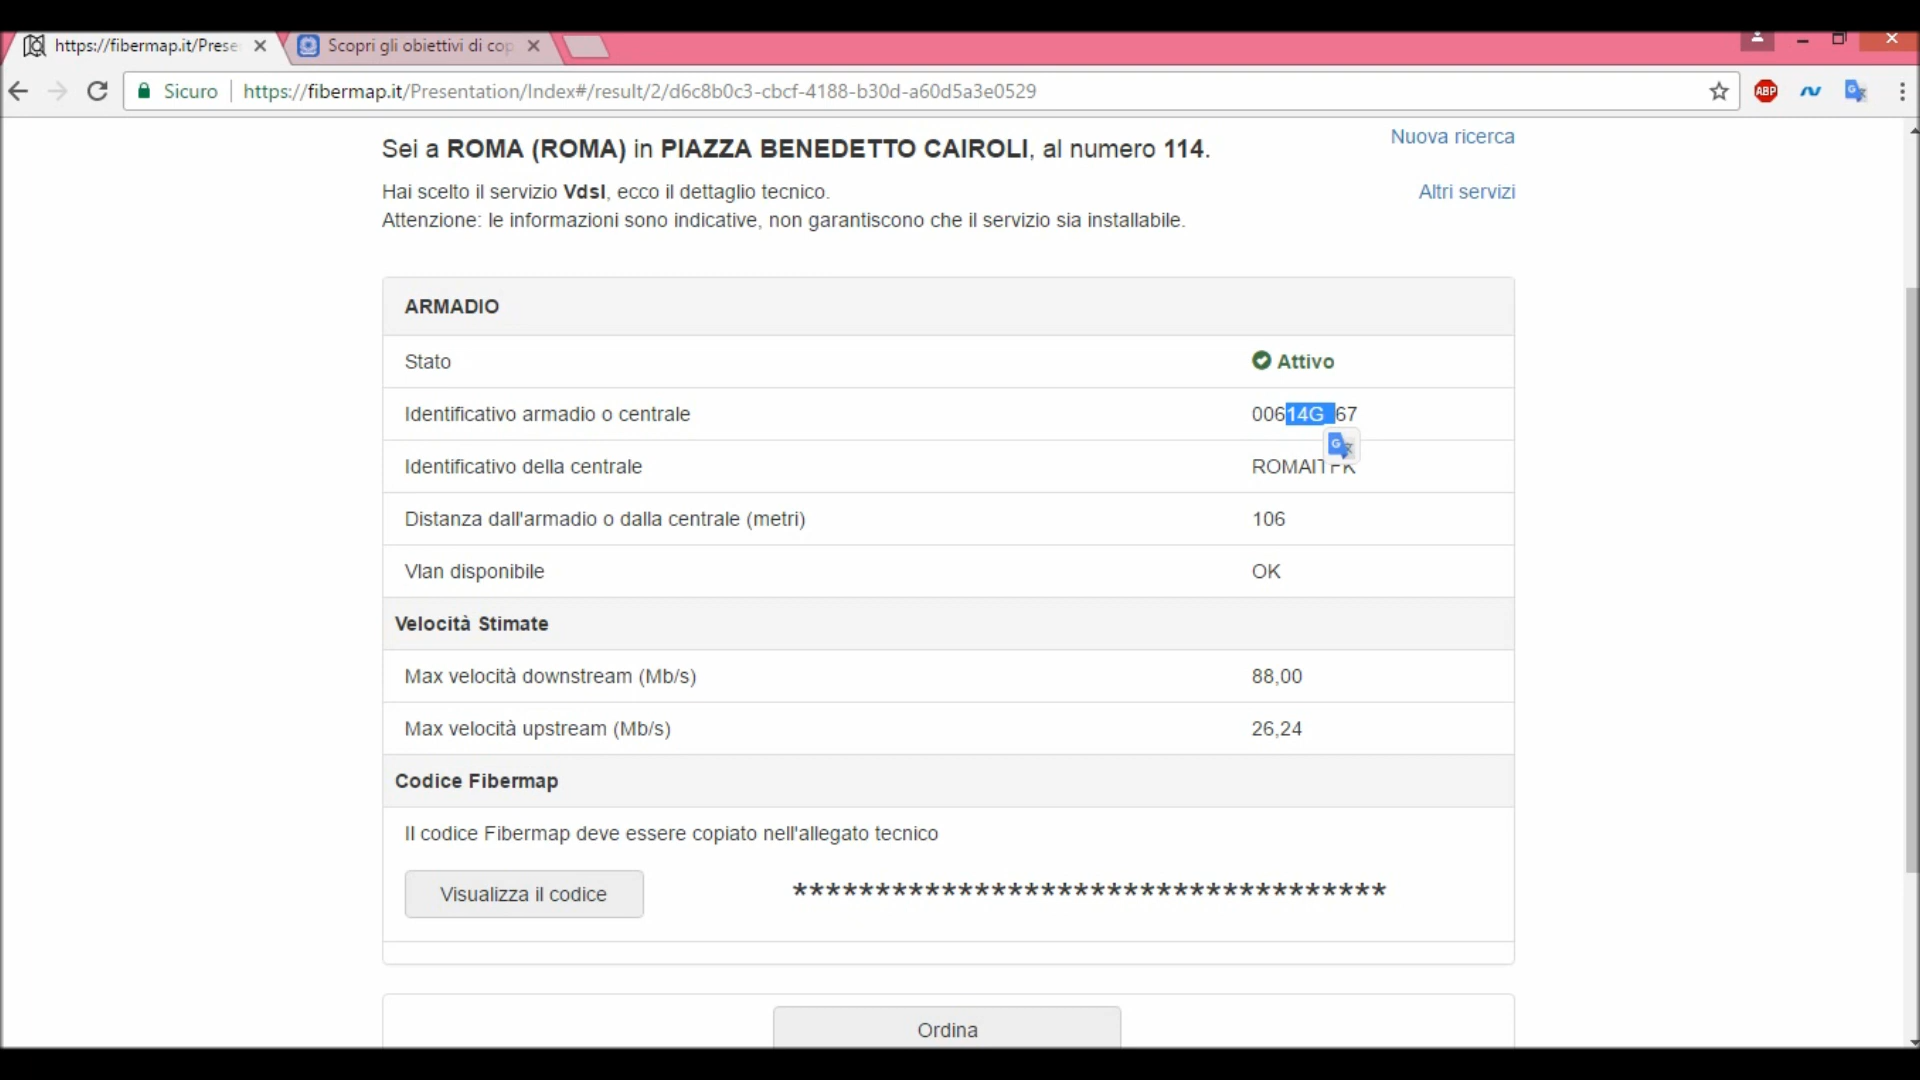 https://fibermap.it/Prese
Scopri gli obiettivi di cop
Sicuro
https://fibermap.it/Presentation/Index#/result/2/d6c8b0c3-cbcf-4188-b30d-a60d5a3e0529
ABP
Sei a ROMA (ROMA) in PIAZZA BENEDETTO CAIROLI, al numero 114.
Nuova ricerca
Hai scelto il servizio Vdsl, ecco il dettaglio tecnico.
Altri servizi
Attenzione: le informazioni sono indicative, non garantiscono che il servizio sia installabile.
ARMADIO
Stato
Attivo
Identificativo armadio o centrale
00614G_67
Identificativo della centrale
Distanza dall'armadio o dalla centrale (metri)
106
Vlan disponibile
OK
Velocità Stimate
Max velocità downstream (Mb/s)
88,00
Max velocità upstream (Mb/s)
26,24
Codice Fibermap
Il codice Fibermap deve essere copiato nell'allegato tecnico
Visualizza il codice
************************************
Ordina